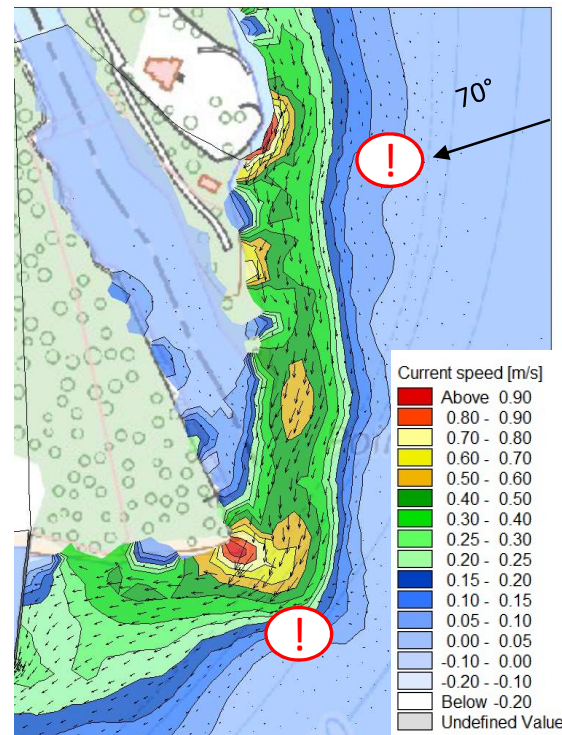 70°
!
Current speed [m/s]
Above 0.90
0.80 - 0.90
0.70 - 0.80
0.60 - 0.70
0.50 - 0.60
0.40 - 0.50
0.30 - 0.40
0.25 - 0.30
0.20 - 0.25
0.15 - 0.20
0.10 - 0.15
0.05 - 0.10
0.00 - 0.05
-0.10 - 0.00
-0.20 - -0.10
Below -0.20
Undefined Value
!